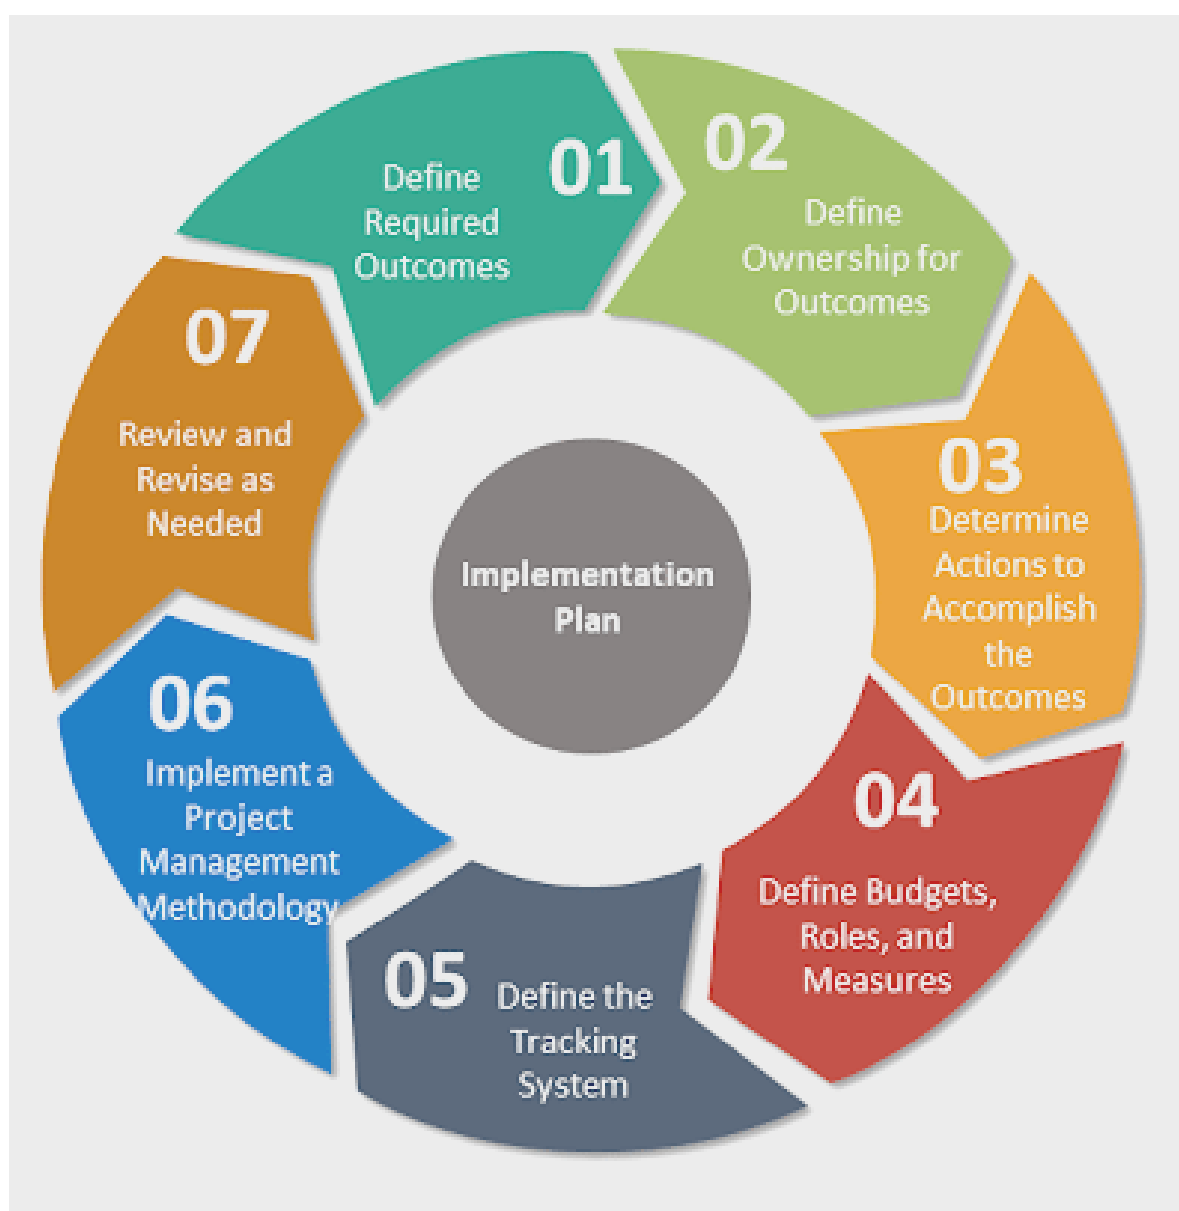 01
Define
Required
Outcomes
02
Define
Ownership for
Outcomes
03
Determine
Actions to
Accomplish
the
Outcomes
04
Define Budgets,
Roles, and
Measures
05
Define the
Tracking
System
06
Implement a
Project
Management
Methodology
07
Review and
Revise as
Needed
Implementation
Plan